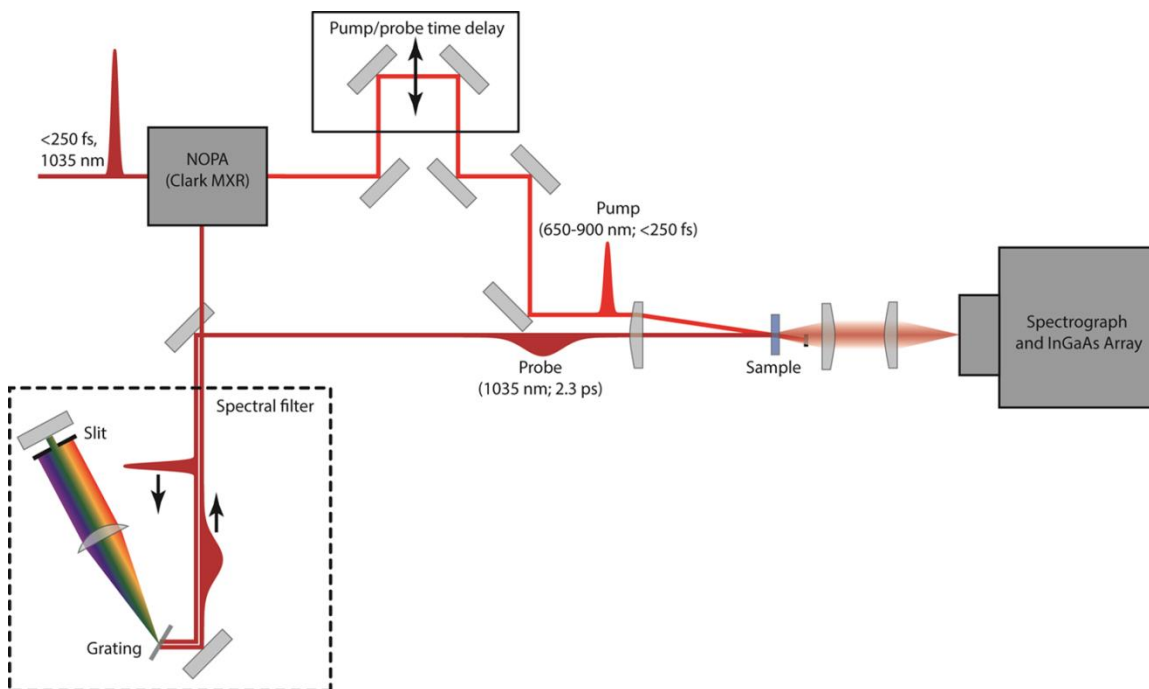 Pump/probe time delay
<250 fs,
1035 nm
NOPA
(Clark MXR)
Pump
(650-900 nm; <250 fs)
Spectrograph
and InGaAs Array
Sample
Probe
(1035 nm; 2.3 ps)
Spectral filter
Slit
Grating